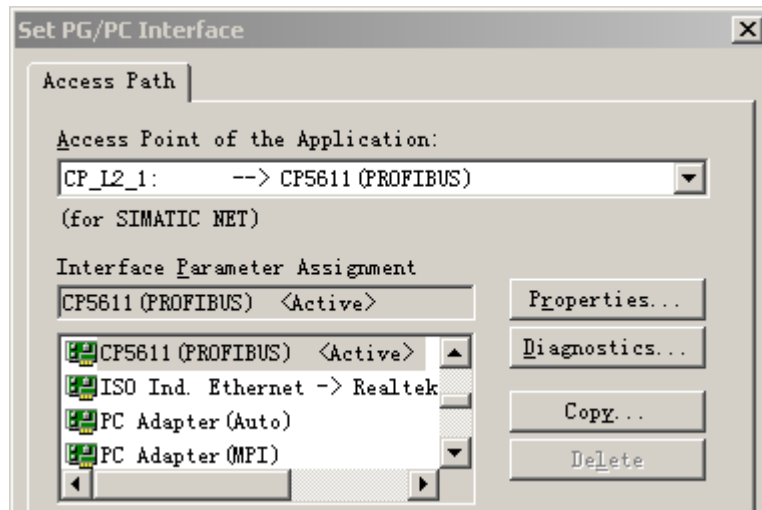 Set PG/PC Interface
Access Path
Access Point of the Application:
CP_L2_1: --> CP5611(PROFIBUS)
(for SIMATIC NET)
Interface Parameter Assignment
CP5611(PROFIBUS) <Active>
Properties...
CP5611(PROFIBUS) <Active>
Diagnostics...
ISO Ind. Ethernet -> Realtek
PC Adapter(Auto)
Copy...
PC Adapter(MPI)
Delete